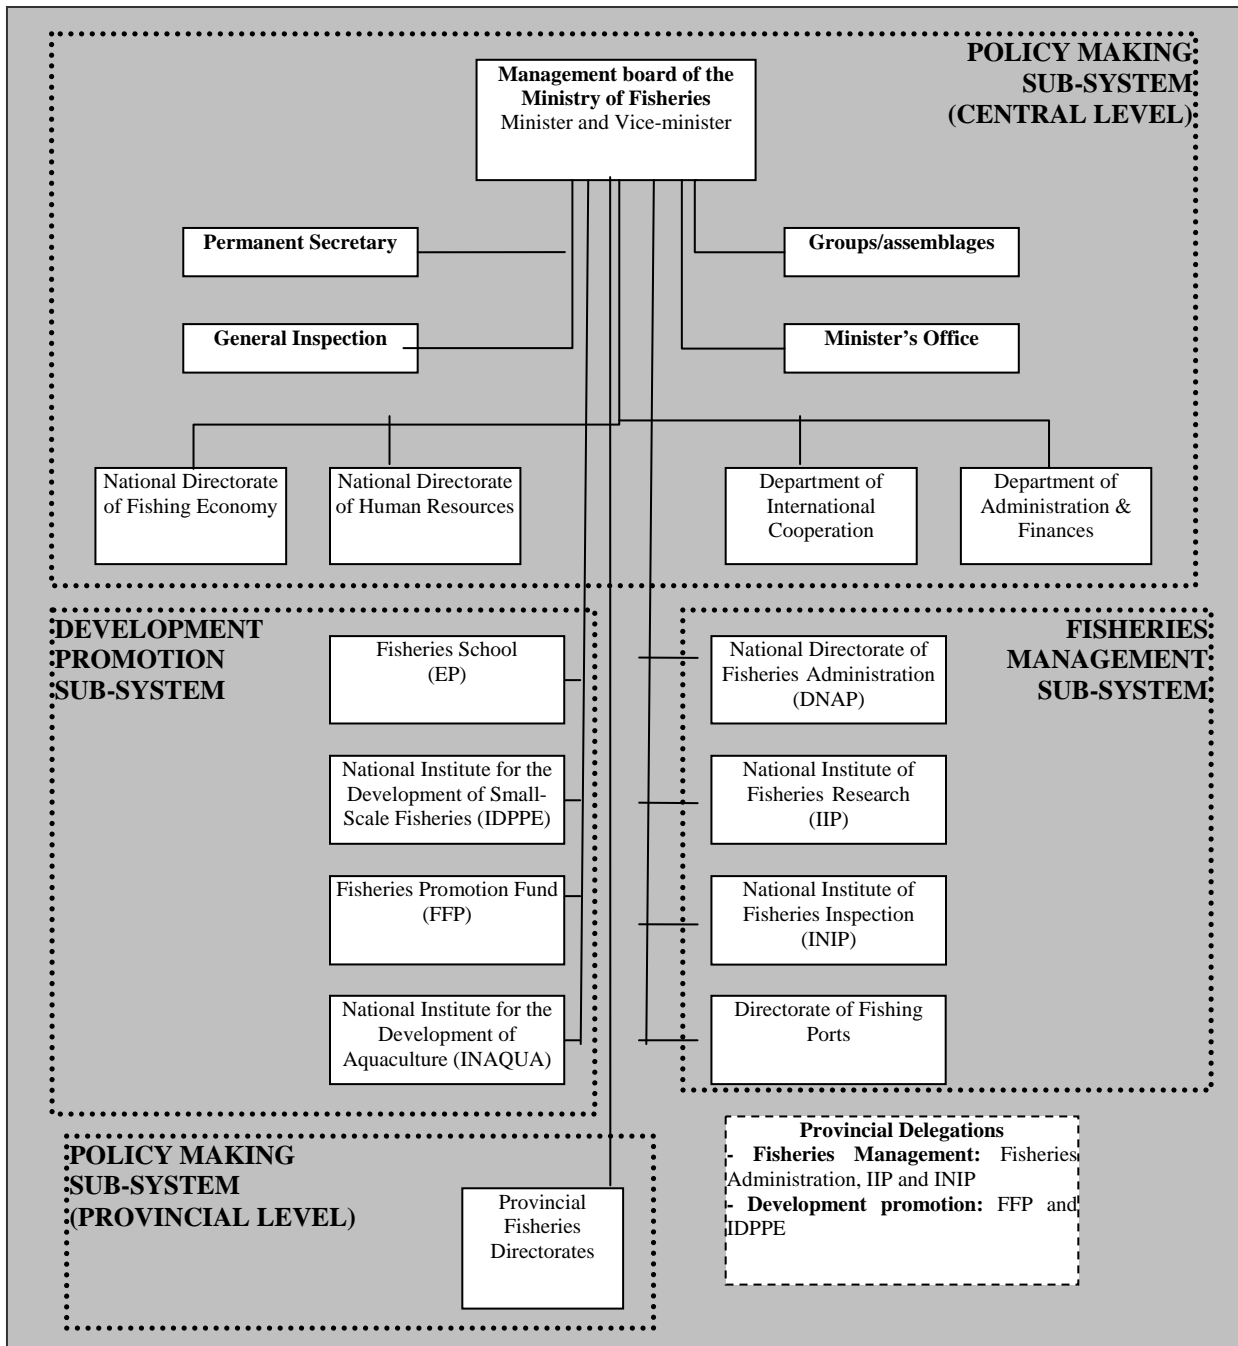 POLICY MAKING
SUB-SYSTEM
(CENTRAL LEVEL)
Management board of the
Ministry of Fisheries
Minister and Vice-minister
Permanent Secretary
Groups/assemblages
General Inspection
Minister's Office
National Directorate
of Fishing Economy
National Directorate
of Human Resources
Department of
International
Cooperation
Department of
Administration &
Finances
DEVELOPMENT
PROMOTION
SUB-SYSTEM
Fisheries School
(EP)
National Institute for the
Development of Small-
Scale Fisheries (IDPPE)
Fisheries Promotion Fund
(FFP)
National Institute for the
Development of
Aquaculture (INAQUA)
FISHERIES
MANAGEMENT
SUB-SYSTEM
National Directorate of
Fisheries Administration
(DNAP)
National Institute of
Fisheries Research
(IIP)
National Institute of
Fisheries Inspection
(INIP)
Directorate of Fishing
Ports
POLICY MAKING
SUB-SYSTEM
(PROVINCIAL LEVEL)
Provincial
Fisheries
Directorates
Provincial Delegations
- Fisheries Management: Fisheries
Administration, IIP and INIP
- Development promotion: FFP and
IDPPE